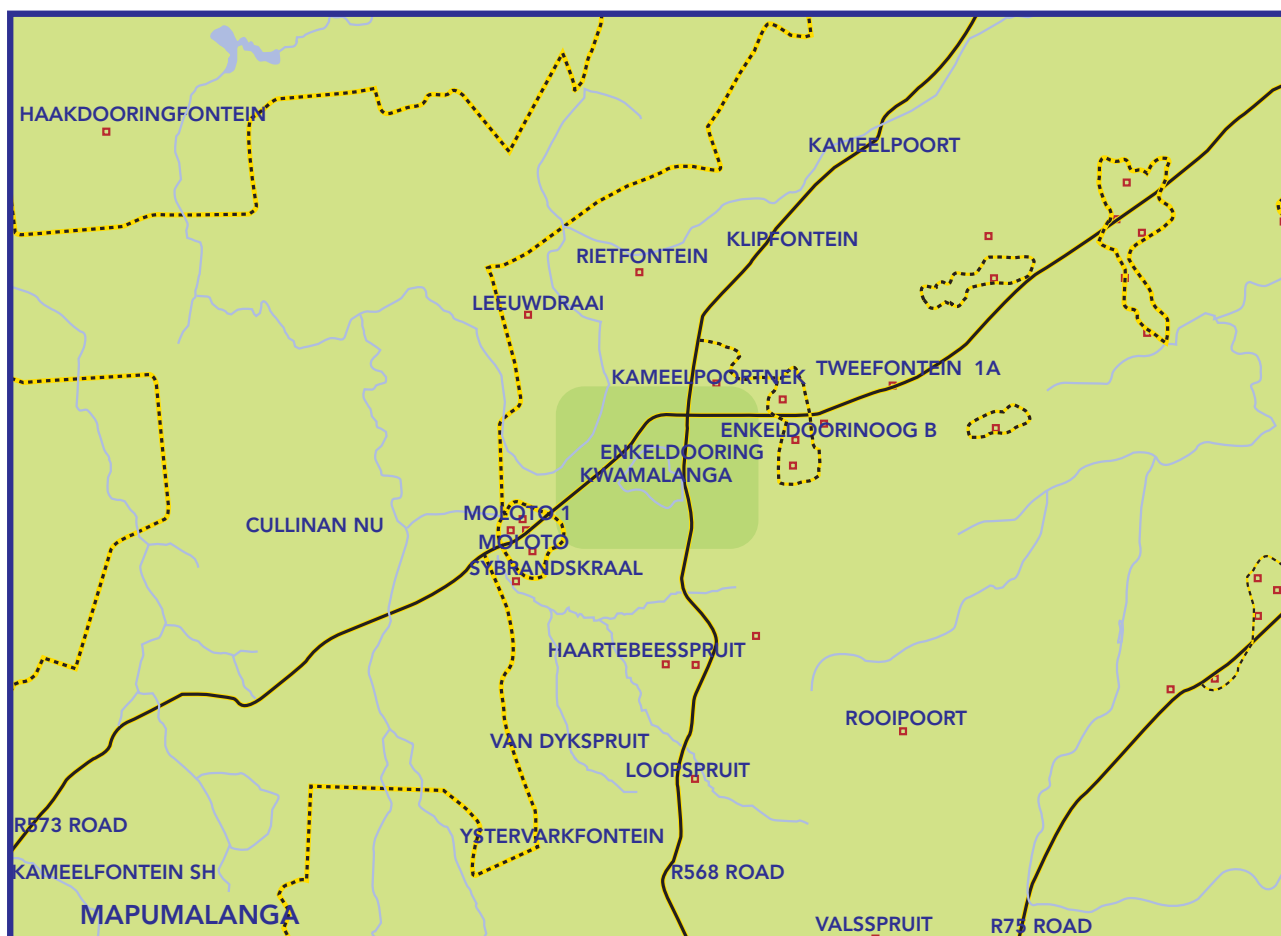 HAAKDOORINGFONTEIN
KAMEELPOORT
KLIPFONTEIN
RIETFONTEIN
LEEUWDRAAI
KAMEELPOORTNEK
TWEEFONTEIN 1A
ENKELDOORINOOG B
ENKELDOORING
KWAMALANGA
MOLOTO 1
CULLINAN NU
MOLOTO
SYBRANDSKRAAL
HAARTEBEESSPRUIT
ROOIPOORT
VAN DYKSPRUIT
LOOFSPRUIT
R573 ROAD
YSTERVARKFONTEIN
KAMEELFONTEIN SH
R568 ROAD
MAPUMALANGA
VALSSPRUIT
R75 ROAD